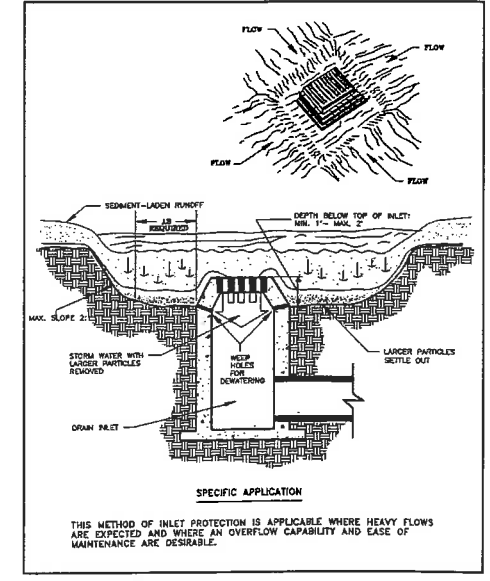 FLOW
FLOW
FLOW
FLOW
SEDIMENT-LADEN RUNOFF
AS
REQUIRED
DEPTH BELOW TOP OF INLET:
MIN. 1'- MAX. 2'
MAX. SLOPE 2:
STORM WATER WITH
LARGER PARTICLES
REMOVED
WEEP
HOLES
FOR
DEWATERING
LARGER PARTICLES
SETTLE OUT
DRAIN INLET
SPECIFIC APPLICATION
THIS METHOD OF INLET PROTECTION IS APPLICABLE WHERE HEAVY FLOWS
ARE EXPECTED AND WHERE AN OVERFLOW CAPABILITY AND EASE OF
MAINTENANCE ARE DESIRABLE.